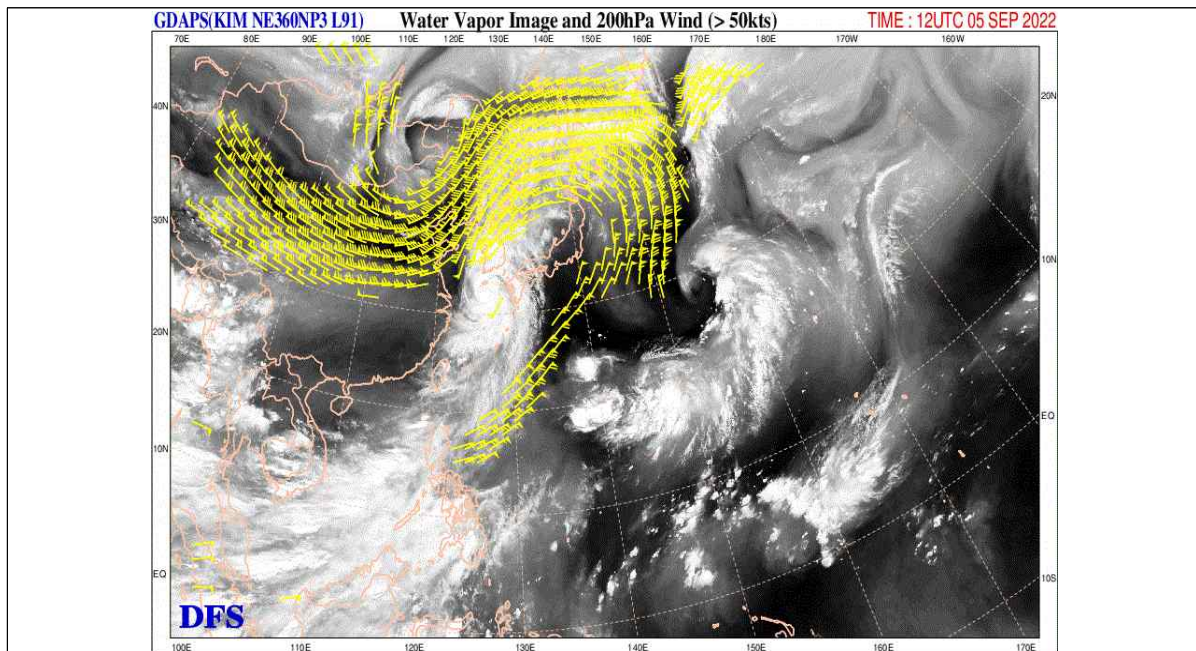 GDAPS(KIM NE360NP3 L91) Water Vapor Image and 200hPa Wind (> 50kts) TIME : 12UTC 05 SEP 2022
70E 80E 90E 100E 110E 120E 130E 140E 150E 160E 170E 180E 170W 160W
40N 20N
30N
20N 10N
10N EQ
EQ 10S
DFS
100E 110E 120E 130E 140E 150E 160E 170E